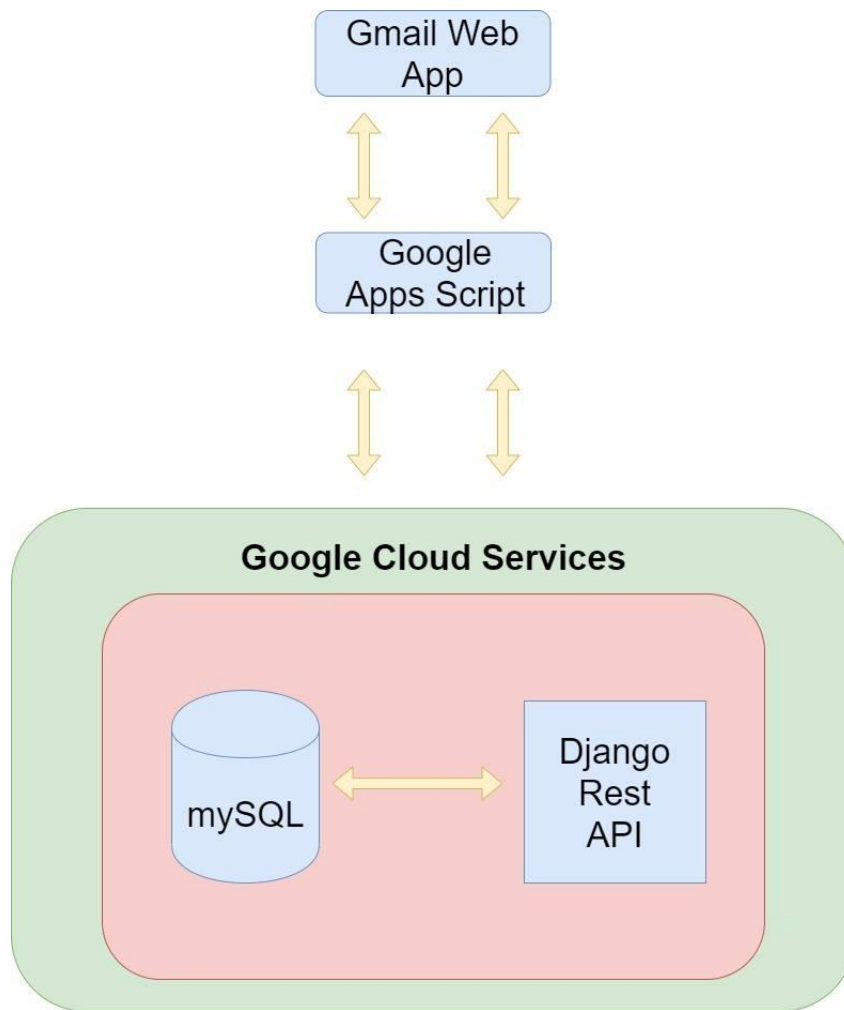 Gmail Web
App
Google
Apps Script
Google Cloud Services
mySQL
Django
Rest
API